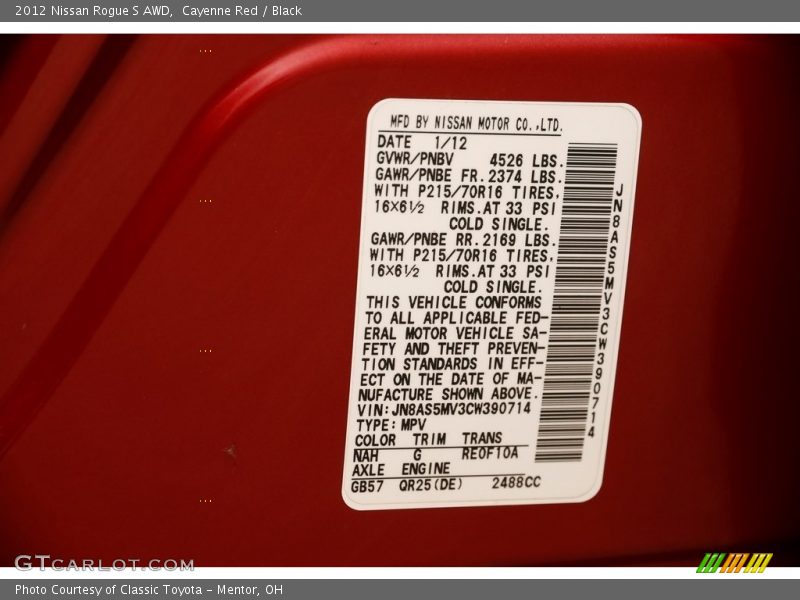 2012 Nissan Rogue S AWD,  Cayenne Red / Black
MFD BY NISSAN MOTOR CO.,LTD.
DATE 1/12
GVWR/PNBV 4526 LBS.
GAWR/PNBE FR. 2374 LBS.
WITH P215/70R16 TIRES,
16×6½ RIMS. AT 33 PSI
COLD SINGLE.
GAWR/PNBE RR. 2169 LBS.
WITH P215/70R16 TIRES,
16×6½ RIMS. AT 33 PSI
COLD SINGLE.
THIS VEHICLE CONFORMS
TO ALL APPLICABLE FED-
ERAL MOTOR VEHICLE SA-
FETY AND THEFT PREVEN-
TION STANDARDS IN EFF-
ECT ON THE DATE OF MA-
NUFACTURE SHOWN ABOVE.
VIN:JN8AS5MV3CW390714
TYPE:MPV
COLOR TRIM TRANS
NAH G RE0F10A
AXLE ENGINE
GB57 QR25(DE) 2488CC
JN8AS5MV3CW390714
GTCARLOT.COM
Photo Courtesy of Classic Toyota - Mentor, OH